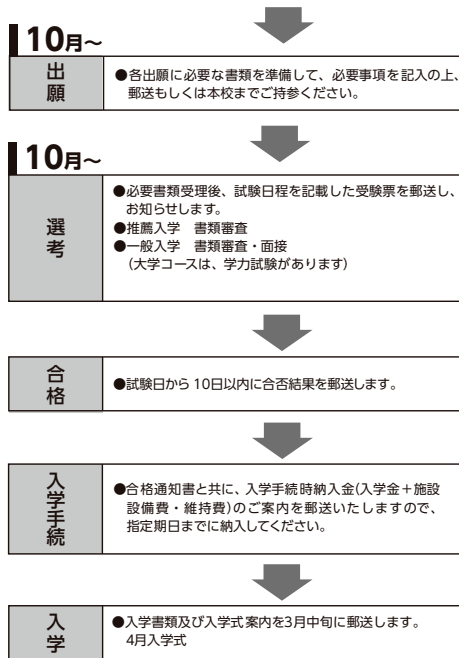 10月～
出願
●各出願に必要な書類を準備して、必要事項を記入の上、
郵送もしくは本校までご持参ください。
10月～
選考
●必要書類受理後、試験日程を記載した受験票を郵送し、
お知らせします。
●推薦入学　書類審査
●一般入学　書類審査・面接
(大学コースは、学力試験があります)
合格
●試験日から10日以内に合否結果を郵送します。
入学手続
●合格通知書と共に、入学手続時納入金(入学金＋施設
設備費・維持費)のご案内を郵送いたしますので、
指定期日までに納入してください。
入学
●入学書類及び入学式案内を3月中旬に郵送します。
4月入学式